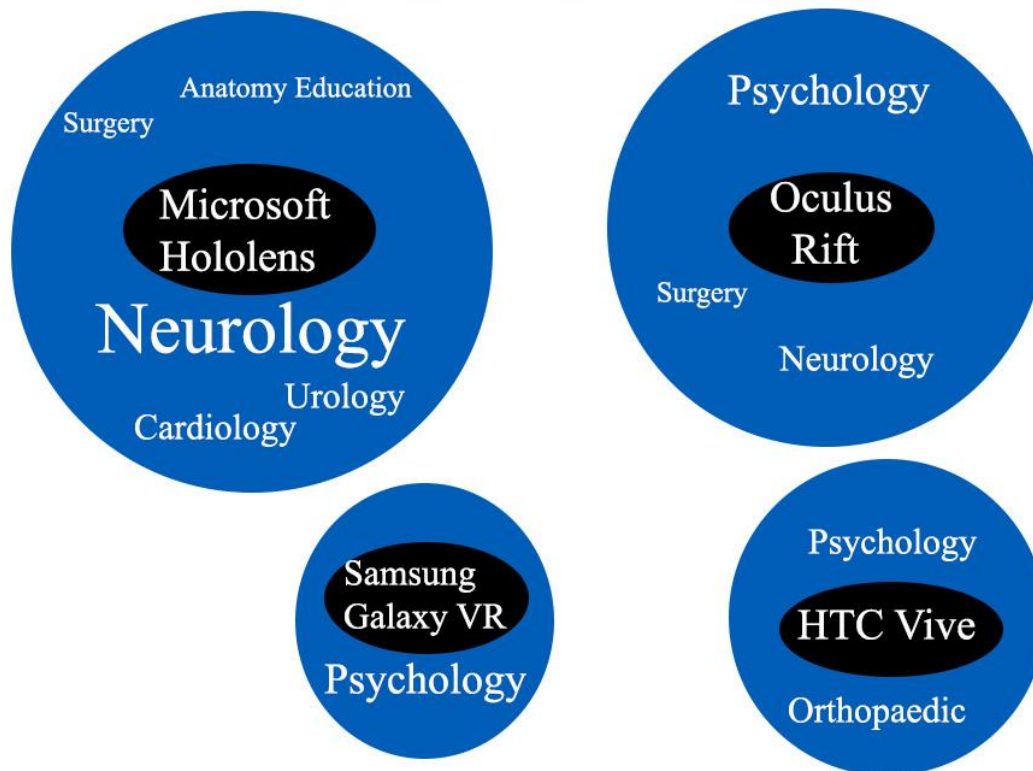 Anatomy Education
Surgery
Microsoft
Hololens
Neurology
Urology
Cardiology
Psychology
Oculus
Rift
Surgery
Neurology
Samsung
Galaxy VR
Psychology
Psychology
HTC Vive
Orthopaedic